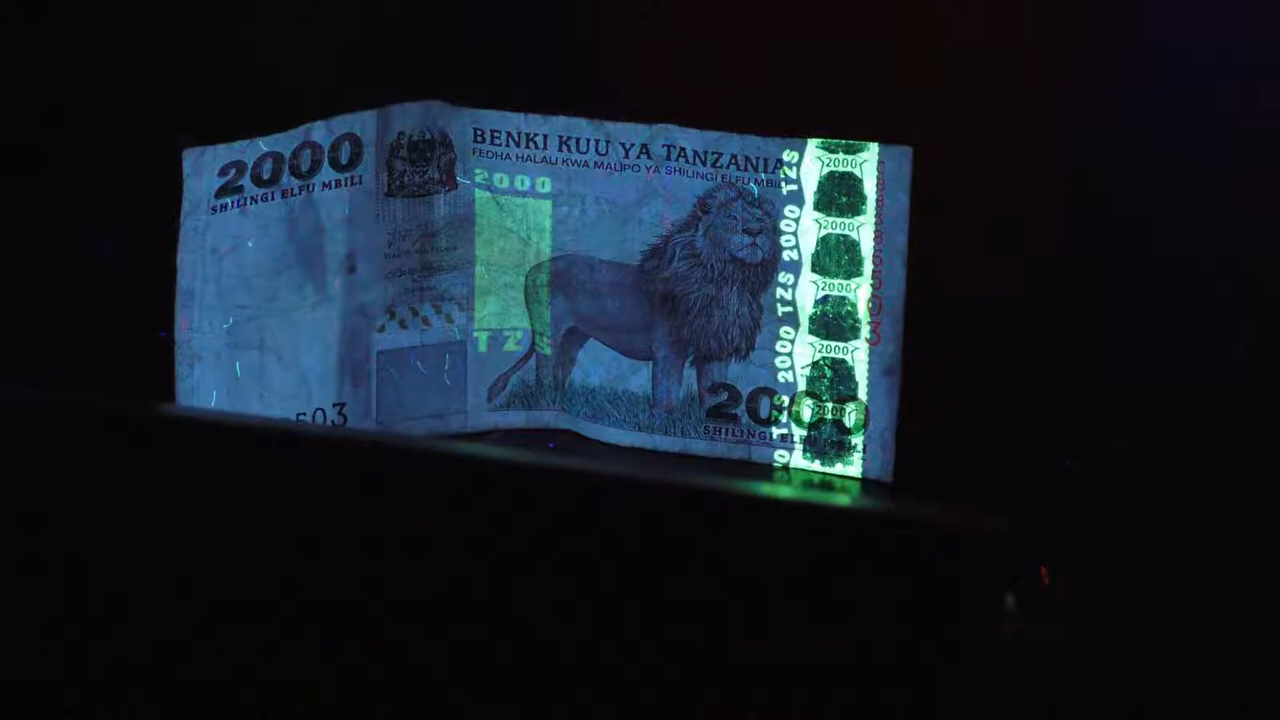 2000
SHILINGI ELFU MBILI
BENKI KUU YA TANZANIA
FEDHA HALALI KWA MALIPO YA SHILINGI ELFU MBILI
2000
TZS
TZS 2000 TZS 2000 TZS
2000
2000
2000
2000
2000
2000
SHILINGI ELFU MBILI
503